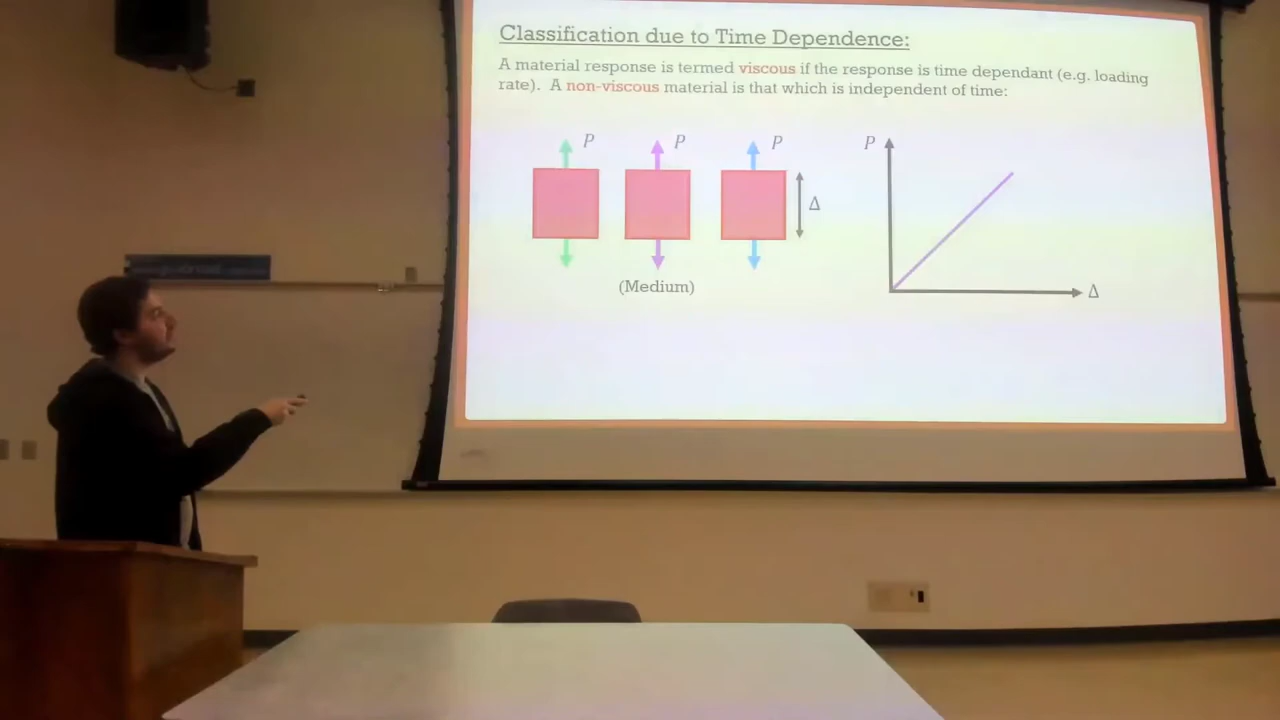 Classification due to Time Dependence:
A material response is termed viscous if the response is time dependant (e.g. loading
rate). A non-viscous material is that which is independent of time:
P P P P
Δ
(Medium)
Δ